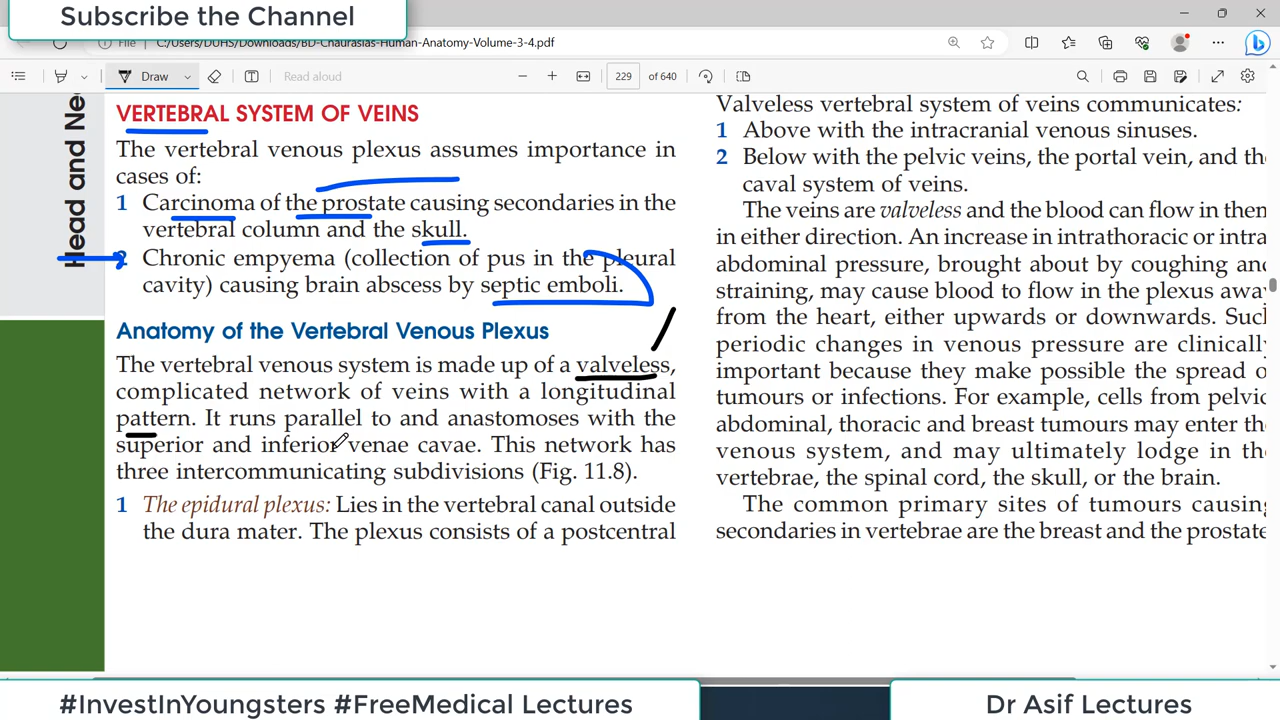 Subscribe the Channel
File
C:/Users/DUHS/Downloads/BD-Chaurasias-Human-Anatomy-Volume-3-4.pdf
Draw
Read aloud
229 of 640
Head and Ne
VERTEBRAL SYSTEM OF VEINS
The vertebral venous plexus assumes importance in
cases of:
1 Carcinoma of the prostate causing secondaries in the
vertebral column and the skull.
2 Chronic empyema (collection of pus in the pleural
cavity) causing brain abscess by septic emboli.
Anatomy of the Vertebral Venous Plexus
The vertebral venous system is made up of a valveless,
complicated network of veins with a longitudinal
pattern. It runs parallel to and anastomoses with the
superior and inferior venae cavae. This network has
three intercommunicating subdivisions (Fig. 11.8).
1 The epidural plexus: Lies in the vertebral canal outside
the dura mater. The plexus consists of a postcentral
Valveless vertebral system of veins communicates:
1 Above with the intracranial venous sinuses.
2 Below with the pelvic veins, the portal vein, and the
caval system of veins.
The veins are valveless and the blood can flow in them
in either direction. An increase in intrathoracic or intra
abdominal pressure, brought about by coughing and
straining, may cause blood to flow in the plexus away
from the heart, either upwards or downwards. Such
periodic changes in venous pressure are clinically
important because they make possible the spread o
tumours or infections. For example, cells from pelvic
abdominal, thoracic and breast tumours may enter the
venous system, and may ultimately lodge in the
vertebrae, the spinal cord, the skull, or the brain.
The common primary sites of tumours causing
secondaries in vertebrae are the breast and the prostate
#InvestInYoungsters #FreeMedical Lectures
Dr Asif Lectures